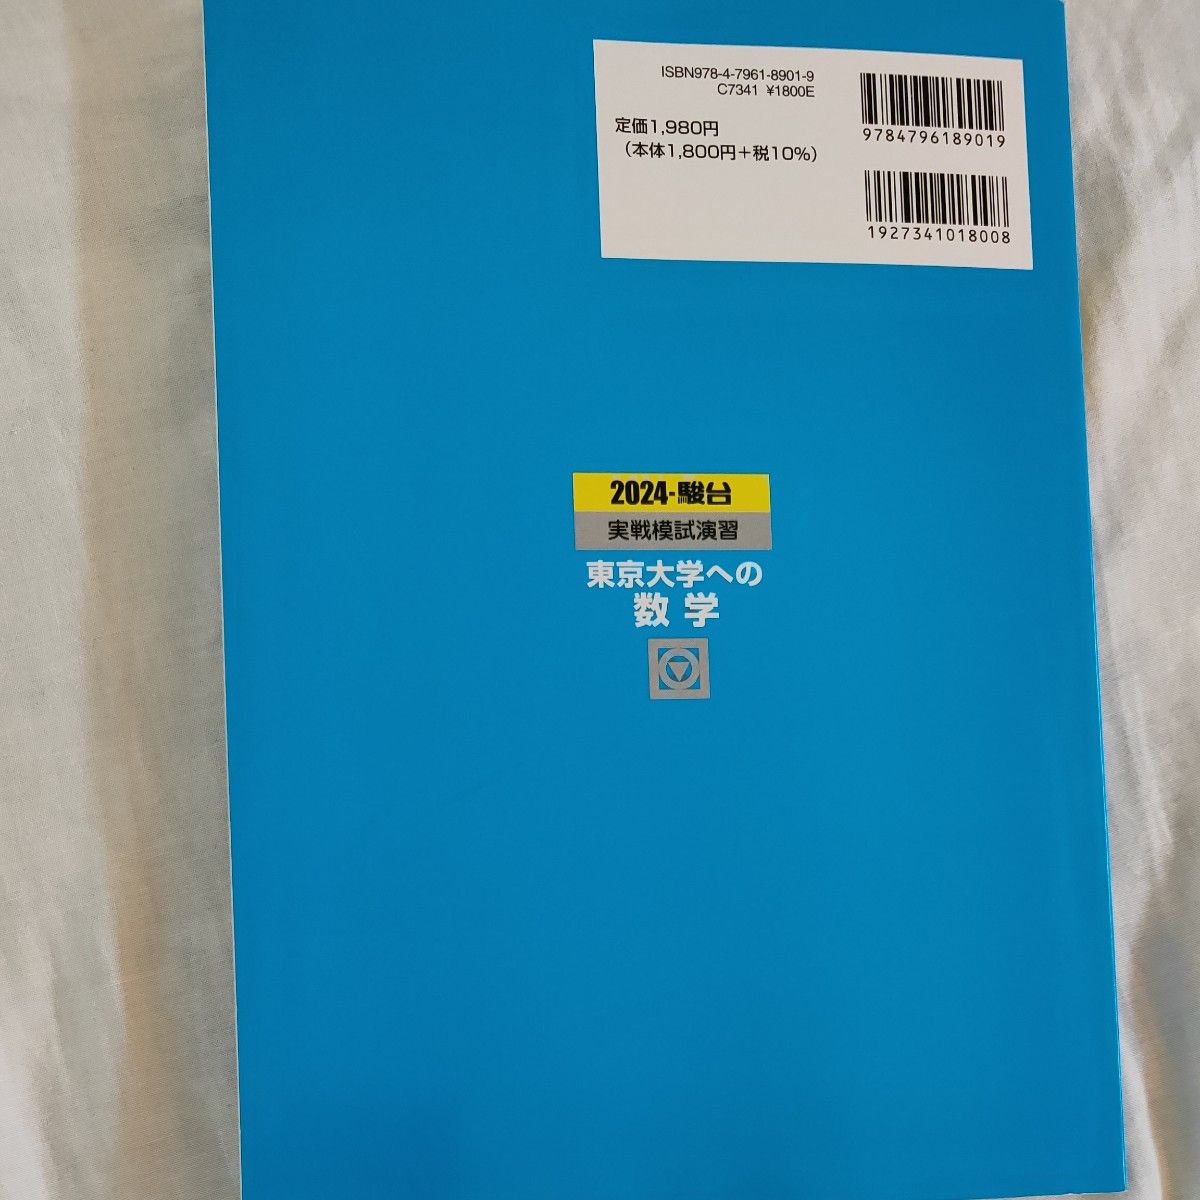 ISBN978-4-7961-8901-9
C7341 ¥1800E
定価1,980円
(本体1,800円+税10%)
9784796189019
1927341018008
2024-駿台
実戦模試演習
東京大学への
数学